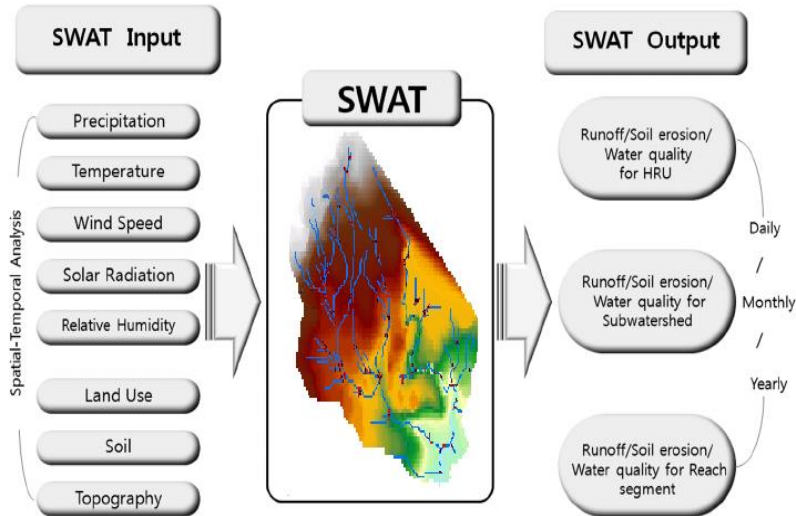 SWAT Input
Spatial-Temporal Analysis
Precipitation
Temperature
Wind Speed
Solar Radiation
Relative Humidity
Land Use
Soil
Topography
SWAT
SWAT Output
Runoff/Soil erosion/
Water quality
for HRU
Runoff/Soil erosion/
Water quality for
Subwatershed
Runoff/Soil erosion/
Water quality for Reach
segment
Daily
/
Monthly
/
Yearly